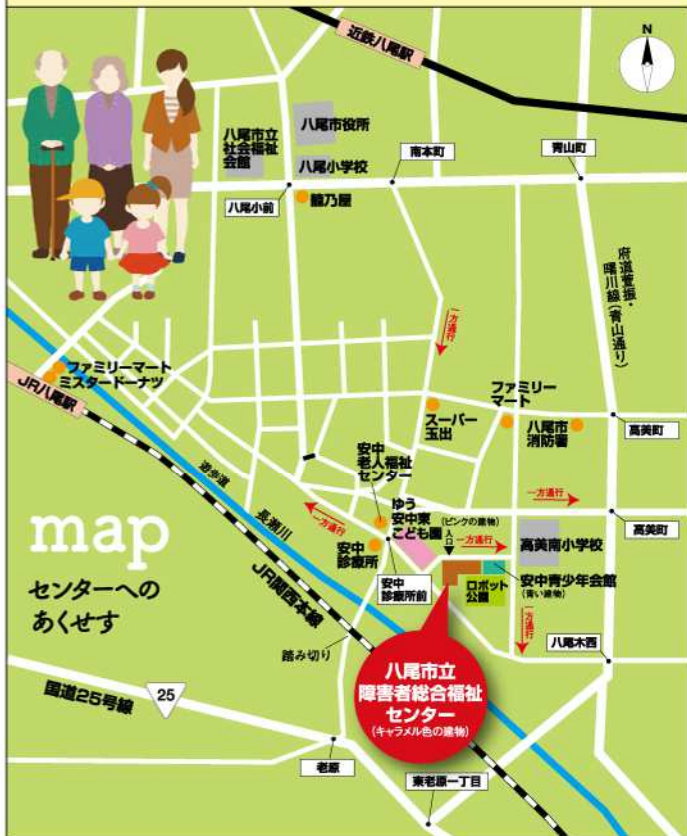 近鉄八尾駅
N
八尾市立
社会福祉
会館
八尾市役所
八尾小学校
南本町
青山町
八尾小前
龍乃屋
府道萱振・
曙川線(青山通り)
一方通行
ファミリーマート
ミスタードーナツ
JR八尾駅
ファミリー
マート
スーパー
玉出
八尾市
消防署
高美町
安中
老人福祉
センター
遊歩道
長瀬川
一方通行
ゆう
安中東
こども園
(ピンクの建物)
入口
一方通行
一方通行
高美町
高美南小学校
map
センターへの
あくせす
安中
診療所
安中
診療所前
ロボット
公園
安中青少年会館
(青い建物)
一方通行
JR関西本線
踏み切り
八尾木西
八尾市立
障害者総合福祉
センター
(キャラメル色の建物)
国道25号線
25
老原
東老原一丁目